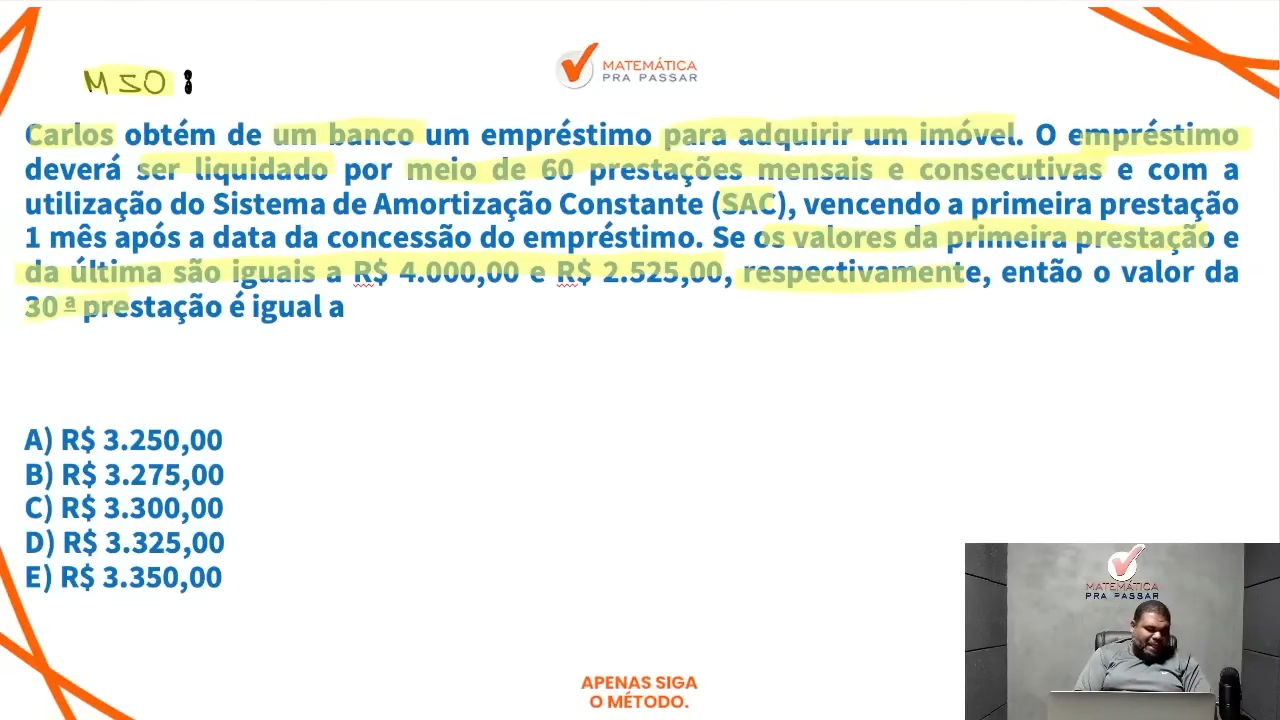 MATEMÁTICA
PRA PASSAR
MSO :
Carlos obtém de um banco um empréstimo para adquirir um imóvel. O empréstimo
deverá ser liquidado por meio de 60 prestações mensais e consecutivas e com a
utilização do Sistema de Amortização Constante (SAC), vencendo a primeira prestação
1 mês após a data da concessão do empréstimo. Se os valores da primeira prestação e
da última são iguais a R$ 4.000,00 e R$ 2.525,00, respectivamente, então o valor da
30 ª prestação é igual a
A) R$ 3.250,00
B) R$ 3.275,00
C) R$ 3.300,00
D) R$ 3.325,00
E) R$ 3.350,00
MATEMÁTICA
PRA PASSAR
APENAS SIGA
O MÉTODO.